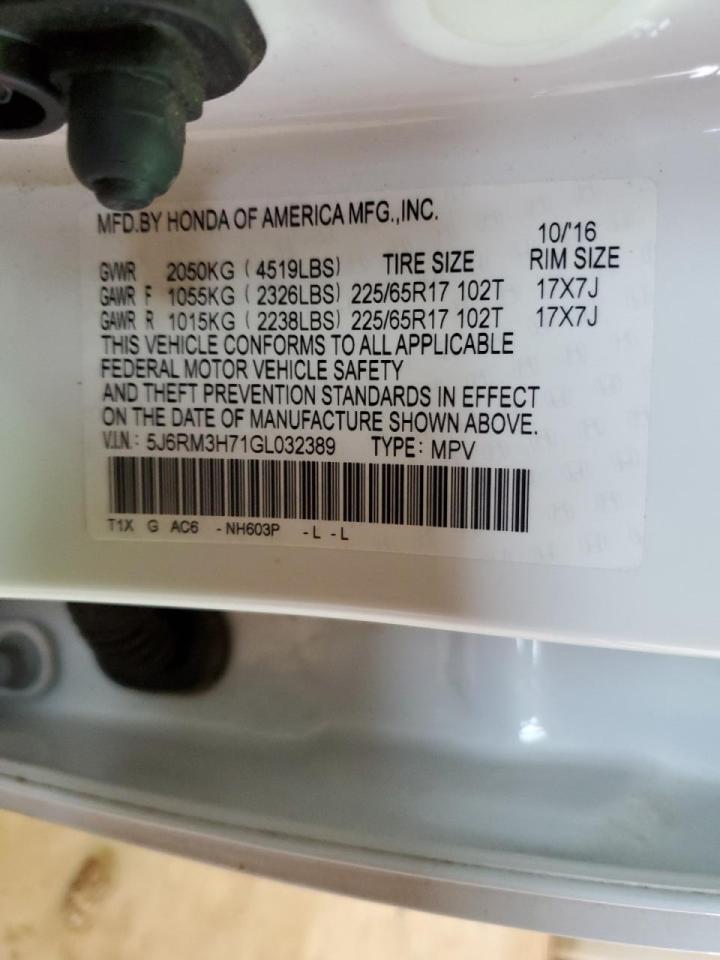 MFD.BY HONDA OF AMERICA MFG.,INC.
10/'16
GVWR 2050KG ( 4519LBS) TIRE SIZE RIM SIZE
GAWR F 1055KG ( 2326LBS) 225/65R17 102T 17X7J
GAWR R 1015KG ( 2238LBS) 225/65R17 102T 17X7J
THIS VEHICLE CONFORMS TO ALL APPLICABLE
FEDERAL MOTOR VEHICLE SAFETY
AND THEFT PREVENTION STANDARDS IN EFFECT
ON THE DATE OF MANUFACTURE SHOWN ABOVE.
V.I.N.: 5J6RM3H71GL032389 TYPE: MPV
T1X G AC6 -NH603P -L -L